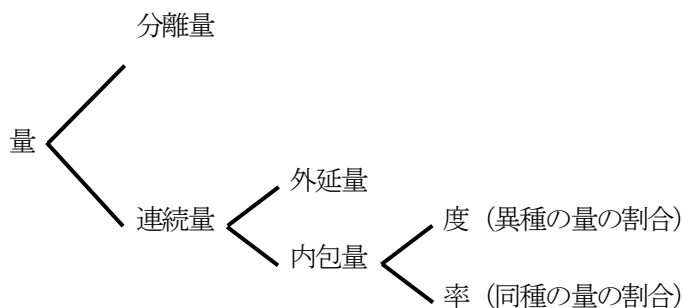 分離量
量
外延量
連続量
度（異種の量の割合）
内包量
率（同種の量の割合）